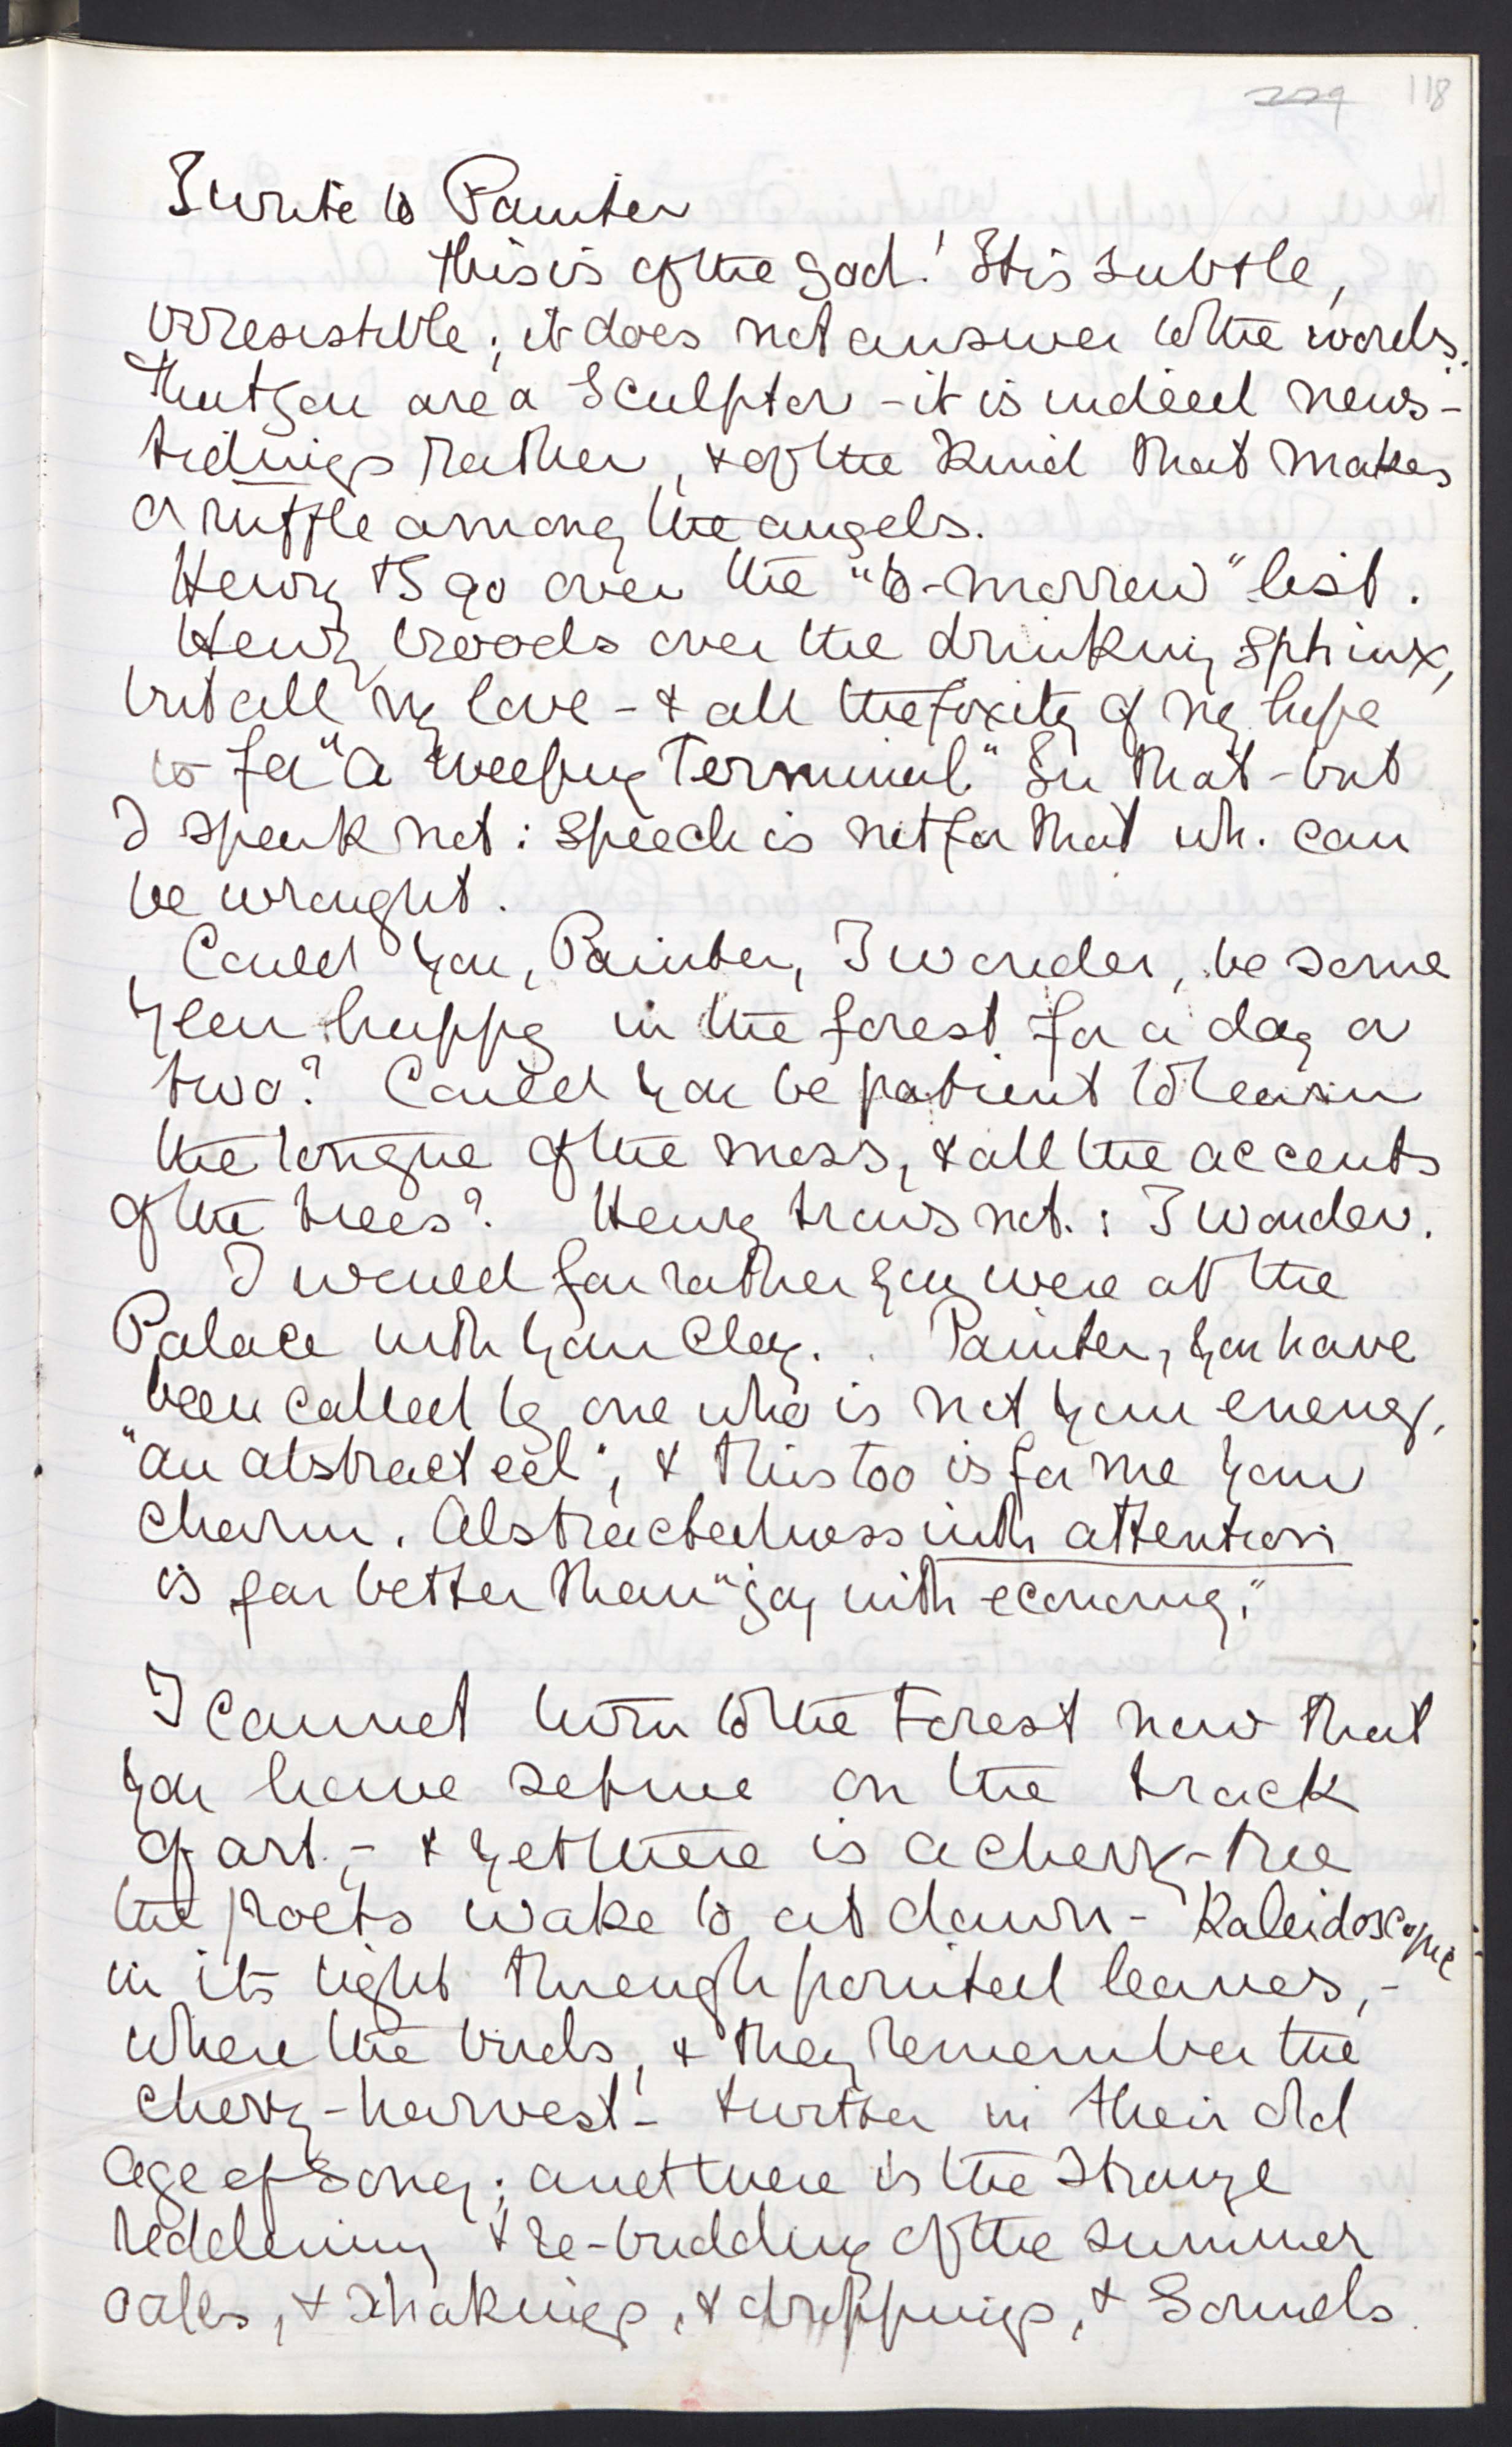 229 118
I write to Painter
This is of the god! It is subtle,
irresistible; it does not answer to the words.
That you are a Sculptor - it is indeed news -
tidings rather, & of the kind that makes
a ruffle among the angels.
Henry & I go over the "to-morrow" list.
Henry broods over the drinking sphinx,
but all my love - & all the fixity of my hope
is for "a weeping Terminal." In that - but
I speak not: speech is not for that wh. can
be wrought.
Could you, Painter, I wonder, be some
happy in the forest for a day or
two? Could you be patient to learn
the tongue of the moss, & all the accents
of the trees? Henry trows not: I wonder.
I would far rather you were at the
Palace with your clay. Painter, you have
been called by one who is not your enemy,
"an abstract eel"; & this too is for me your
charm. Abstractedness with attention
is far better than "joy with economy."
I cannot turn to the Forest now that
you have set me on the track
of art, - & yet there is a cherry-tree
the poets wake to at dawn - Kaleidoscopic
in its light through pointed leaves, -
where the birds, & they remember the
cherry-harvest - twitter in their old
age of Song; and there is the strange
reddening & re-budding of the summer
oaks, & shakings, & droppings, & Sounds.